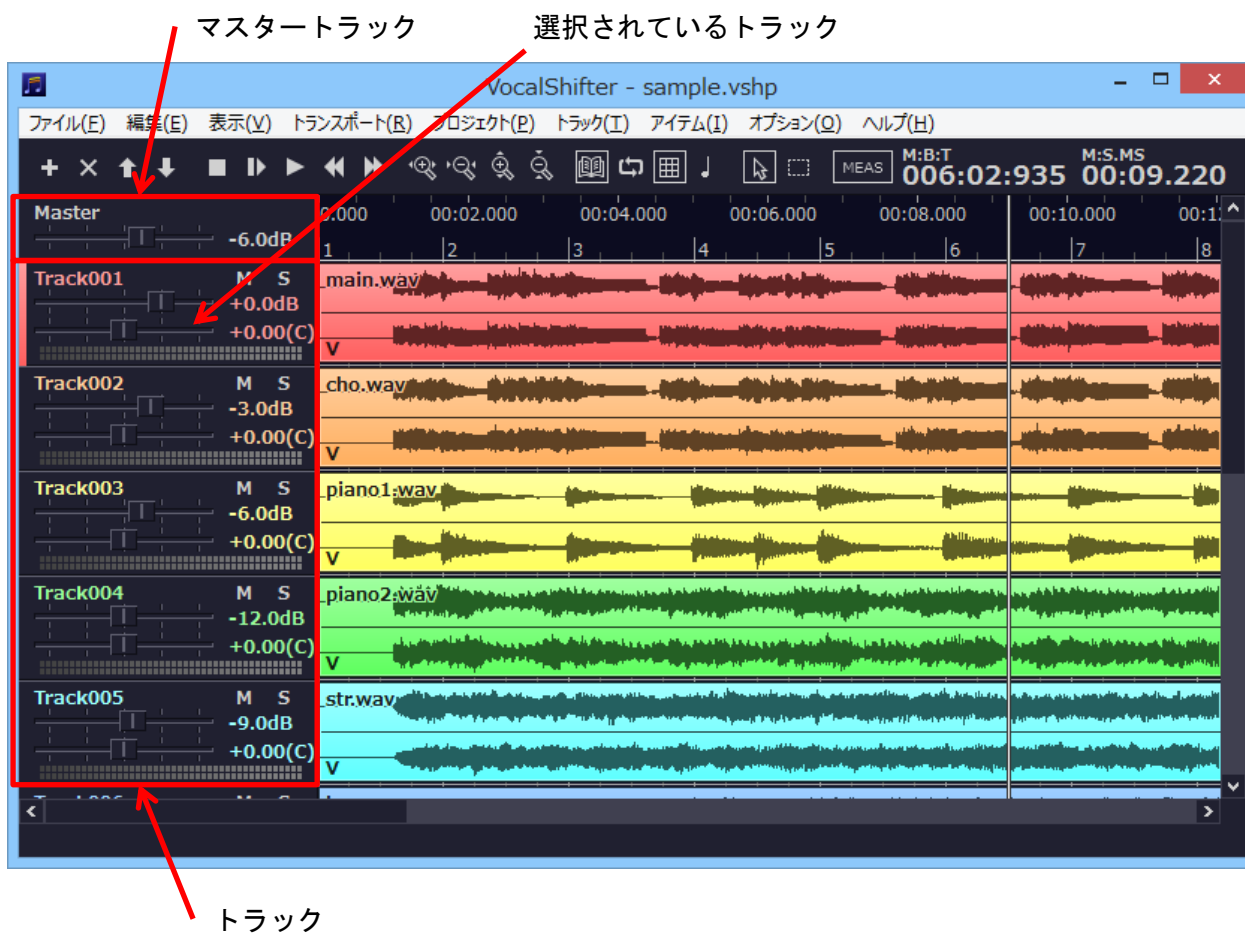 マスタートラック 選択されているトラック
VocalShifter - sample.vshp
ファイル(F) 編集(E) 表示(V) トランスポート(R) プロジェクト(P) トラック(T) アイテム(I) オプション(O) ヘルプ(H)
MEAS M:B:T 006:02:935 M:S.MS 00:09.220
Master 0.000 00:02.000 00:04.000 00:06.000 00:08.000 00:10.000
-6.0dB 1 2 3 4 5 6 7 8
Track001 M S _main.wav
+0.0dB
+0.00(C) V
Track002 M S _cho.wav
-3.0dB
+0.00(C) V
Track003 M S _piano1.wav
-6.0dB
+0.00(C) V
Track004 M S _piano2.wav
-12.0dB
+0.00(C) V
Track005 M S _str.wav
-9.0dB
+0.00(C) V
トラック